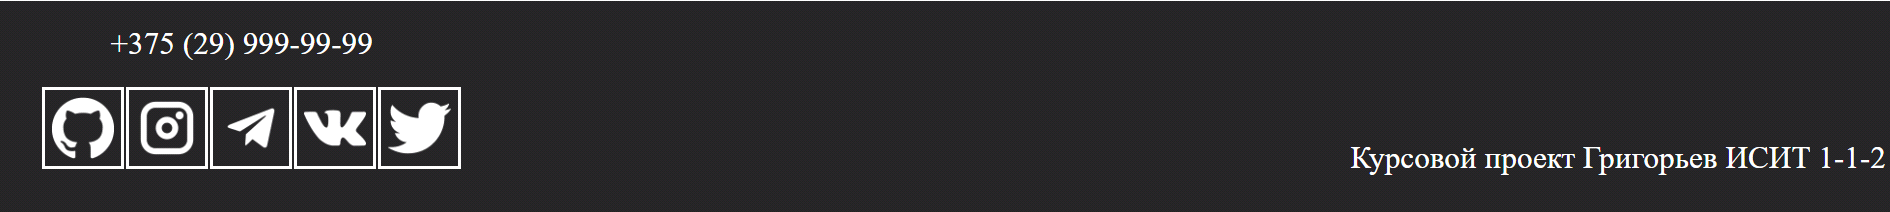 +375 (29) 999-99-99
Курсовой проект Григорьев ИСИТ 1-1-2